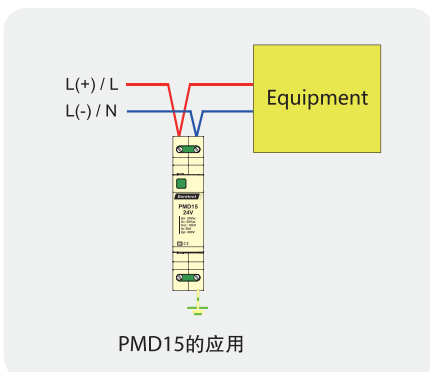 L(+) / L
L(-) / N
Equipment
PMD15
24V
PMD15的应用